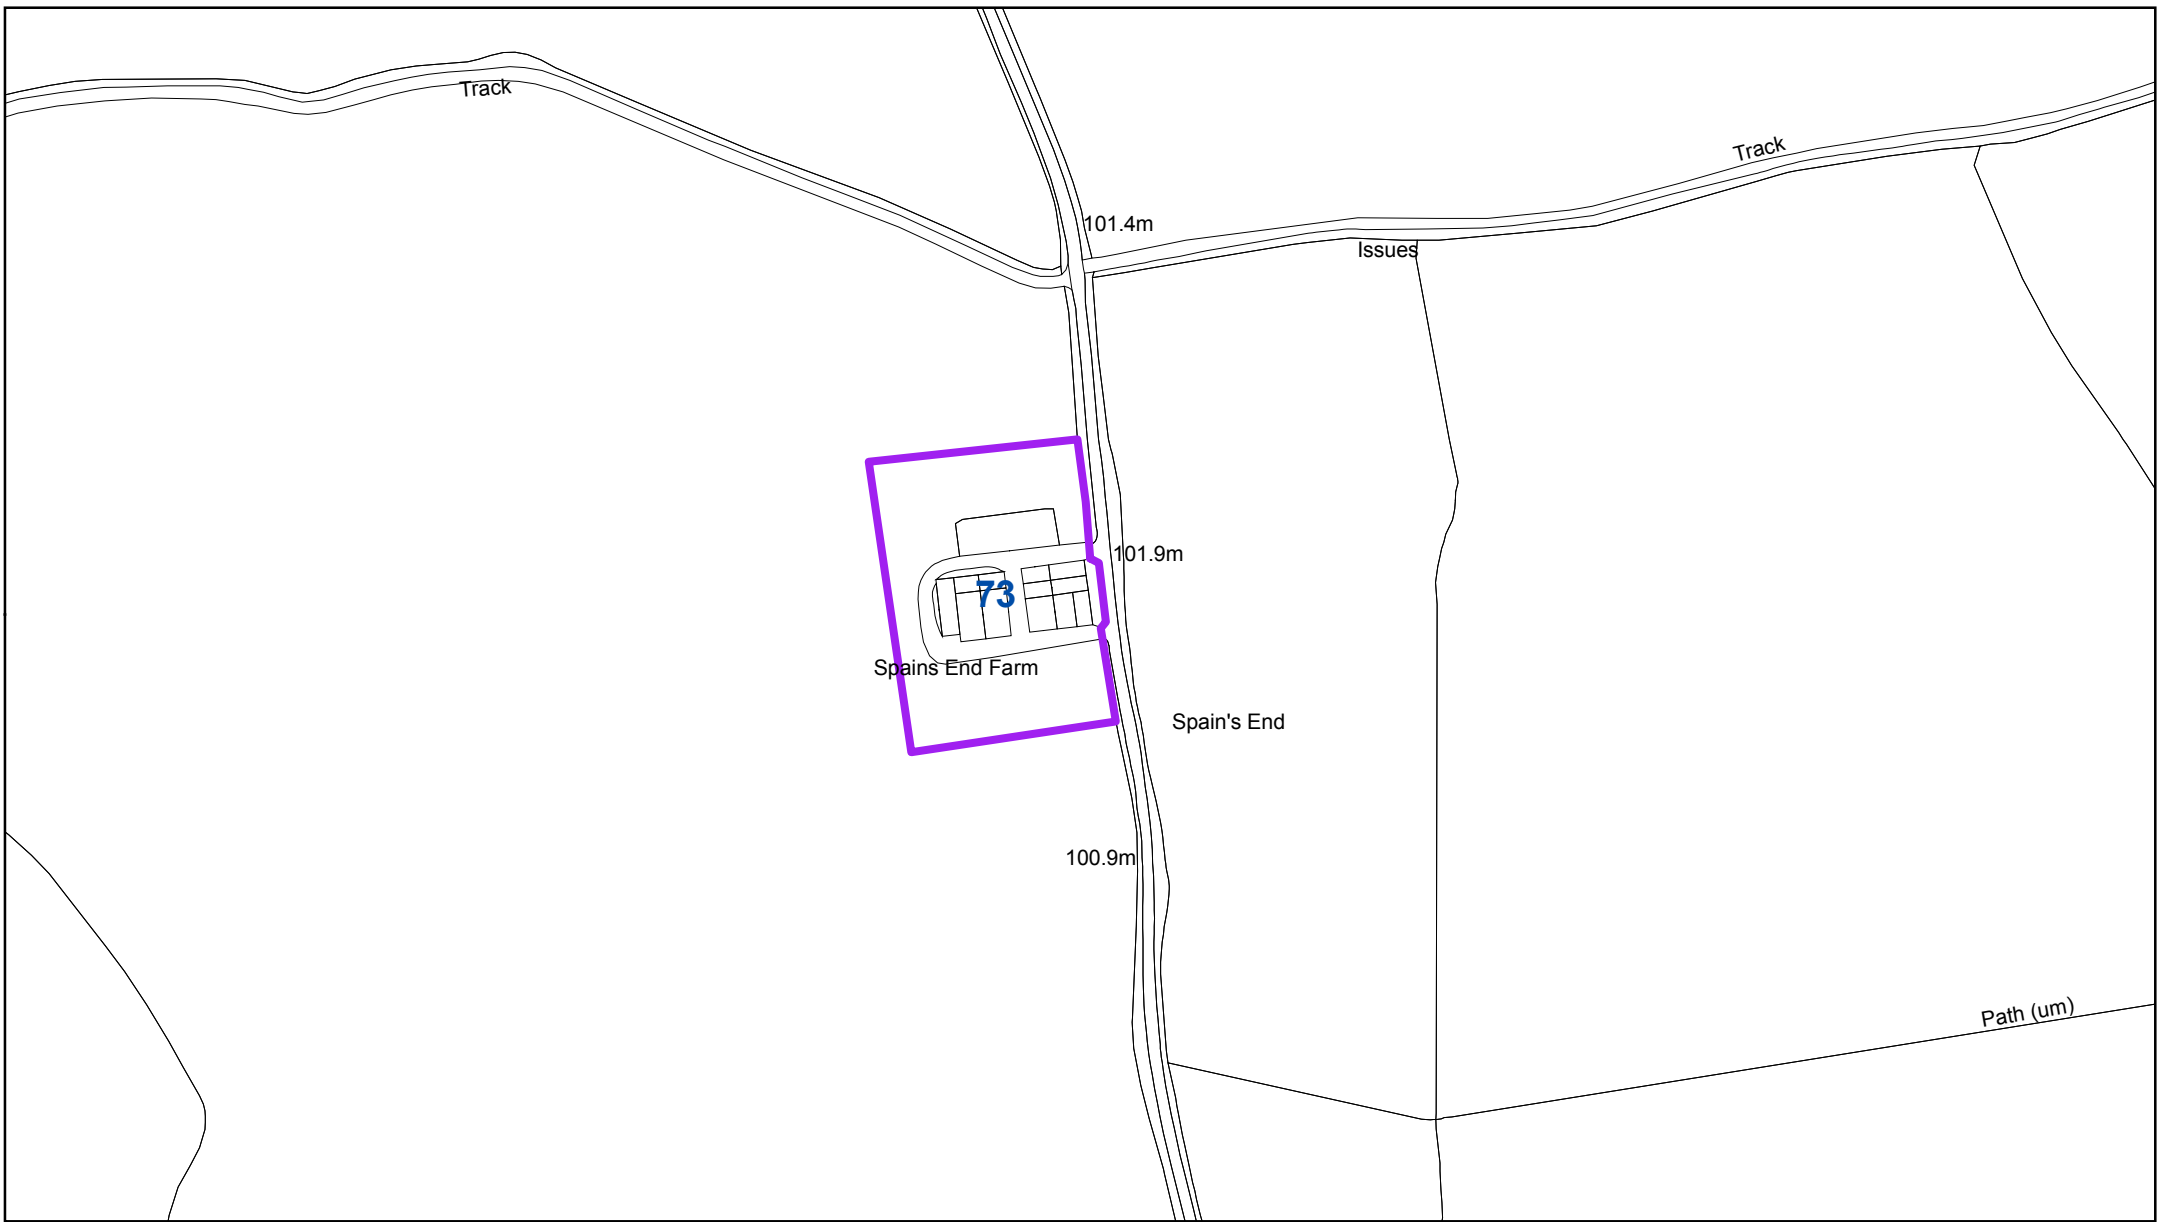 Track
Track
101.4m
Issues
101.9m
73
Spains End Farm
Spain's End
100.9m
Path (um)